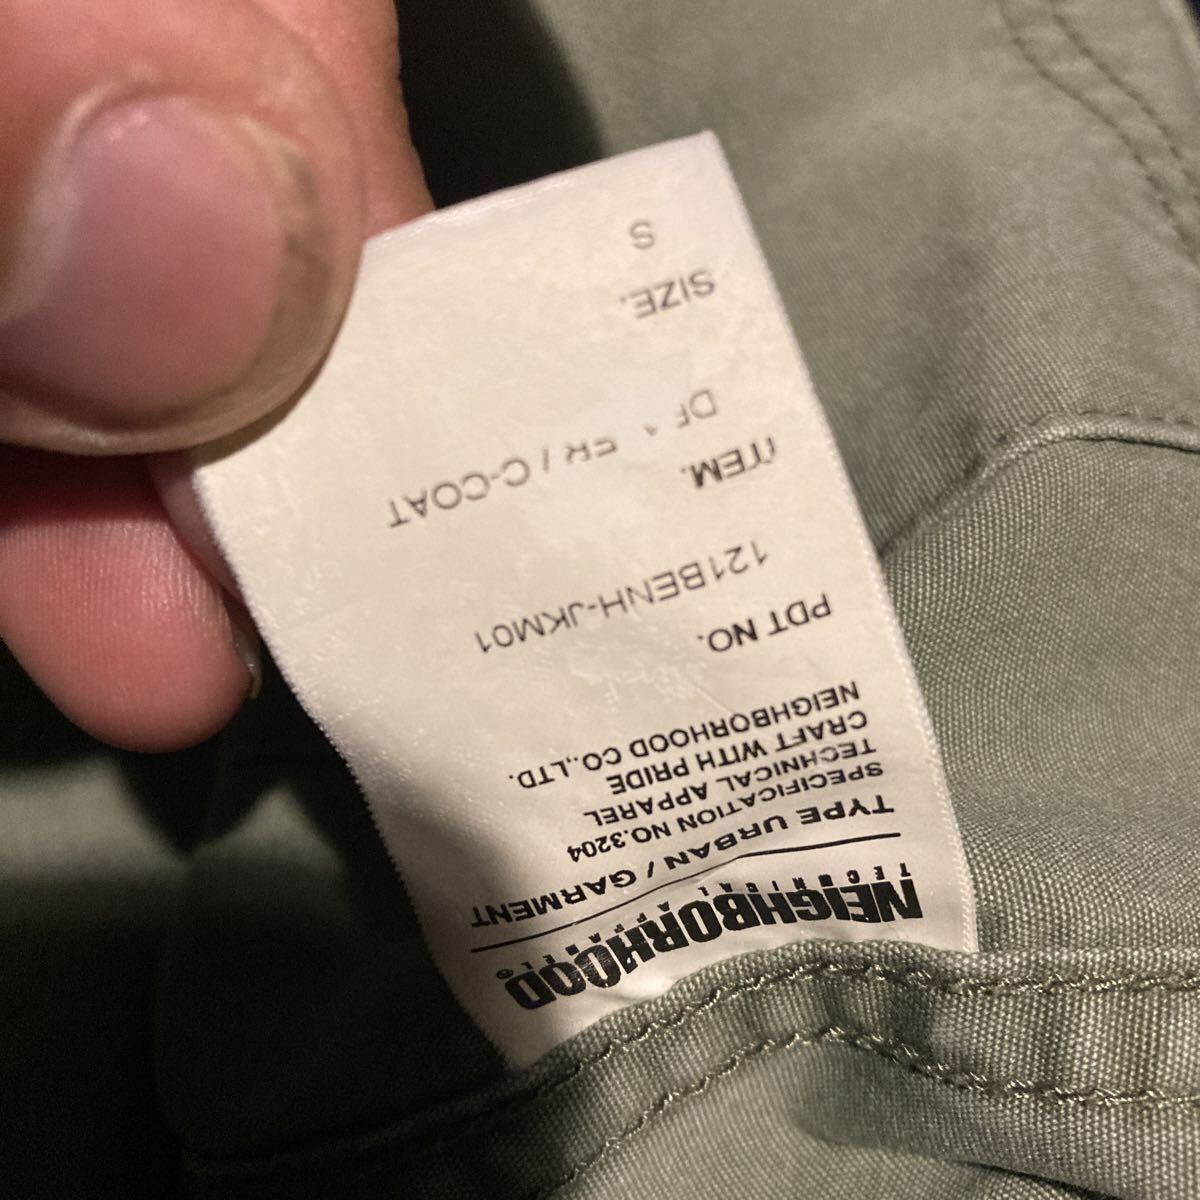 NEIGHBORHOOD
TECHNICAL APPAREL ®
TYPE URBAN / GARMENT
SPECIFICATION NO.3204
TECHNICAL APPAREL
CRAFT WITH PRIDE
NEIGHBORHOOD CO.,LTD.
PDT NO.
121BENH-JKM01
ITEM.
/ C-COAT
SIZE.
S